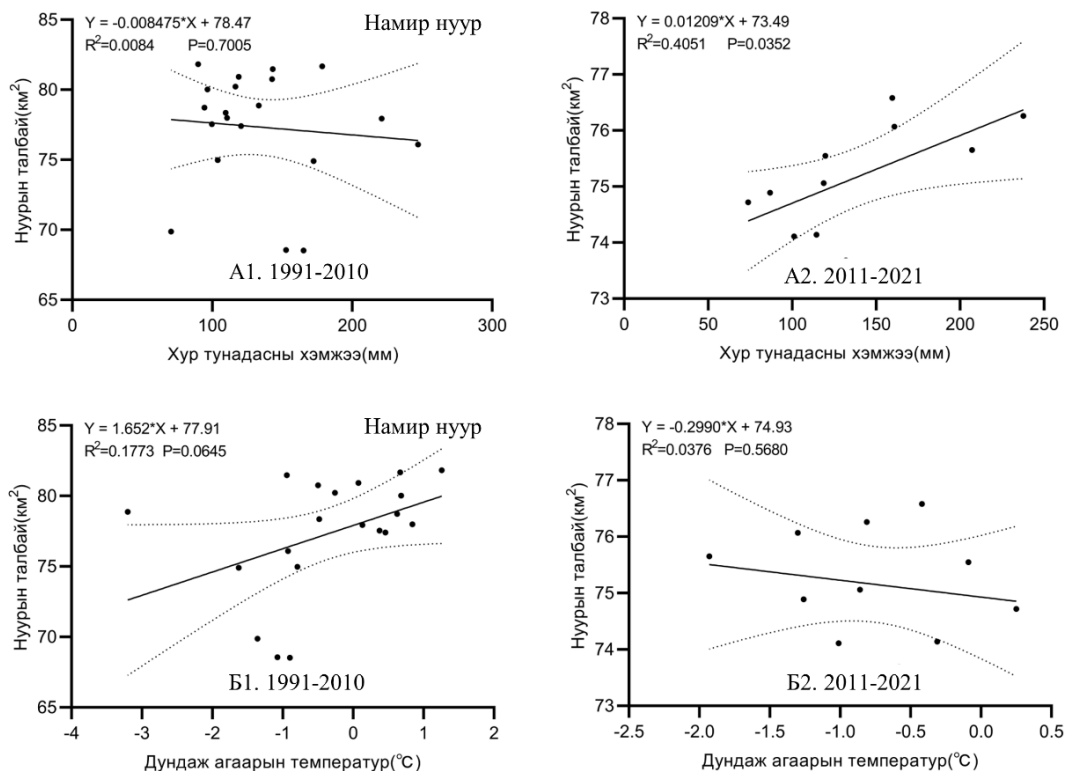 Y = -0.008475*X + 78.47
R²=0.0084 P=0.7005
Намир нуур
85
80
75
70
65
Нуурын талбай(км²)
А1. 1991-2010
0
100
200
300
Хур тунадасны хэмжээ(мм)
Y = 0.01209*X + 73.49
R²=0.4051 P=0.0352
78
77
76
75
74
73
Нуурын талбай(км²)
А2. 2011-2021
0
50
100
150
200
250
Хур тунадасны хэмжээ(мм)
Y = 1.652*X + 77.91
R²=0.1773 P=0.0645
Намир нуур
85
80
75
70
65
Нуурын талбай(км²)
Б1. 1991-2010
-4
-3
-2
-1
0
1
2
Дундаж агаарын температур(℃)
Y = -0.2990*X + 74.93
R²=0.0376 P=0.5680
78
77
76
75
74
73
Нуурын талбай(км²)
Б2. 2011-2021
-2.5
-2.0
-1.5
-1.0
-0.5
0.0
0.5
Дундаж агаарын температур(℃)